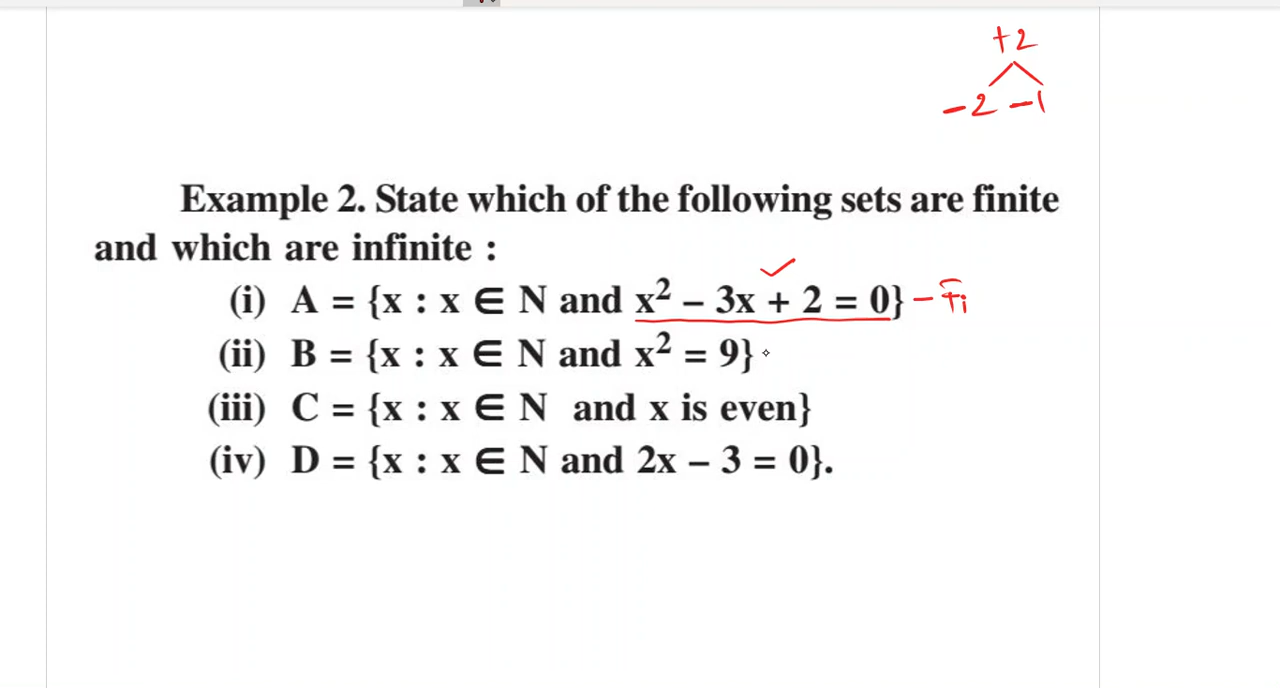 +2
-2 -1
Example 2. State which of the following sets are finite
and which are infinite :
(i) A = {x : x ∈ N and x² – 3x + 2 = 0} – Fi
(ii) B = {x : x ∈ N and x² = 9}
(iii) C = {x : x ∈ N and x is even}
(iv) D = {x : x ∈ N and 2x – 3 = 0}.